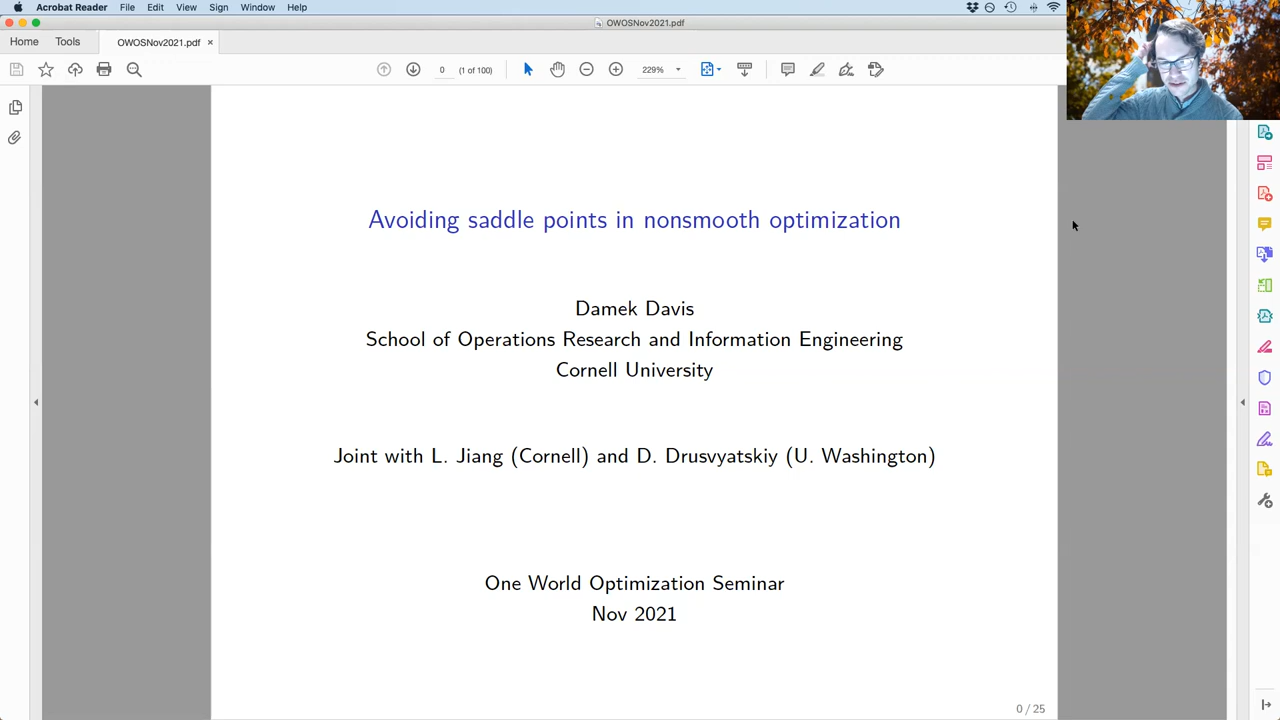 Acrobat Reader File Edit View Sign Window Help
OWOSNov2021.pdf
Home Tools OWOSNov2021.pdf ×
0 (1 of 100) 229%
Avoiding saddle points in nonsmooth optimization
Damek Davis
School of Operations Research and Information Engineering
Cornell University
Joint with L. Jiang (Cornell) and D. Drusvyatskiy (U. Washington)
One World Optimization Seminar
Nov 2021
0 / 25